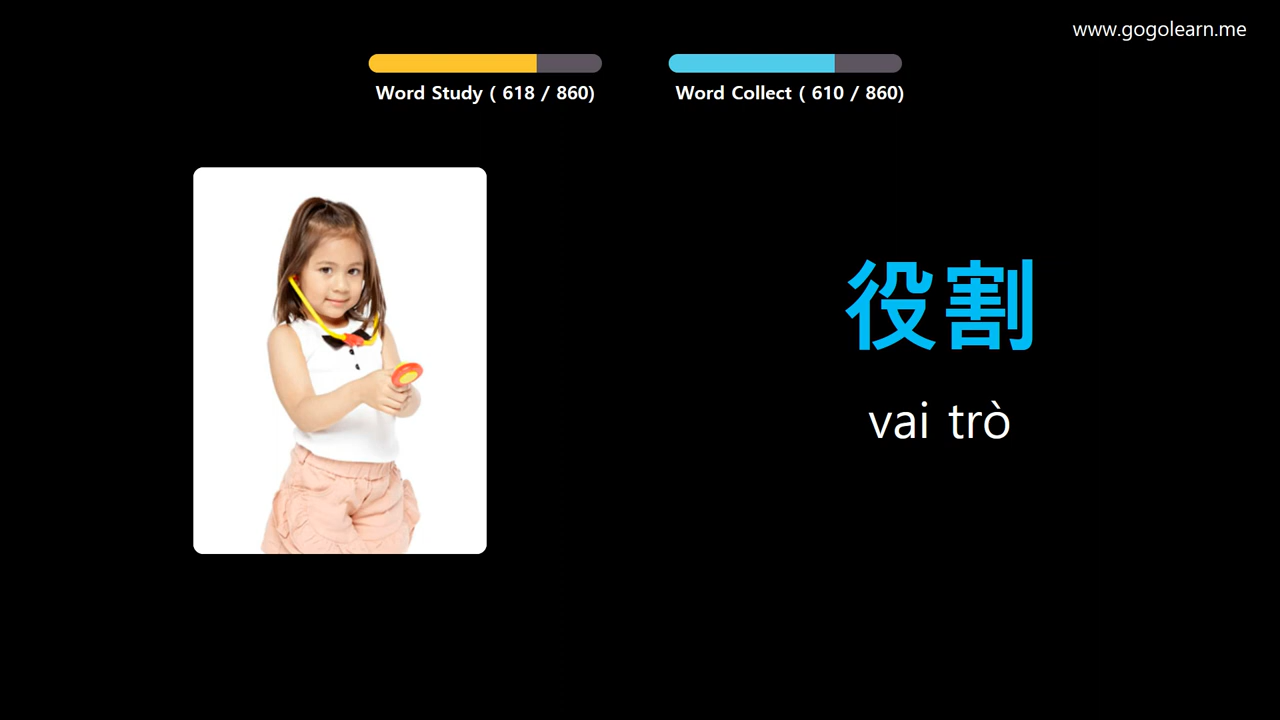 www.gogolearn.me
Word Study ( 618 / 860)
Word Collect ( 610 / 860)
役割
vai trò